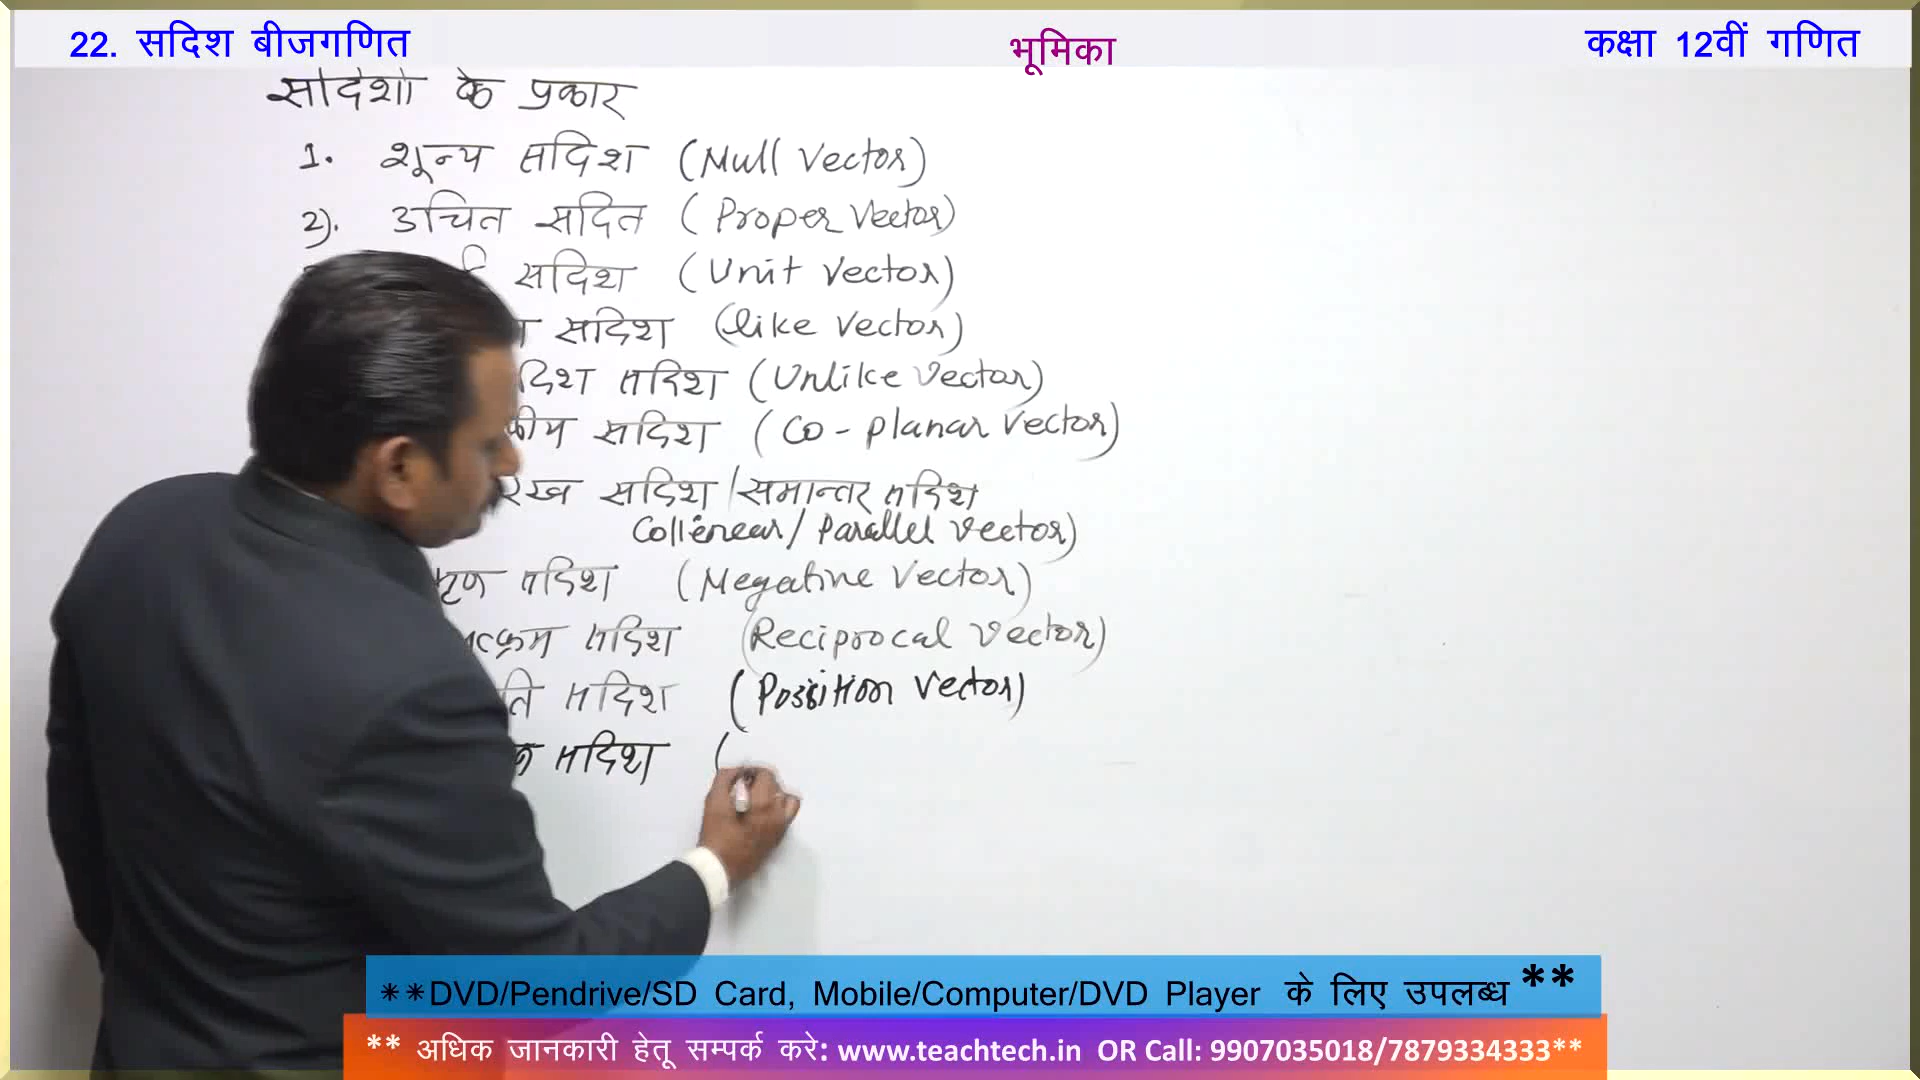 22. सदिश बीजगणित
भूमिका
कक्षा 12वीं गणित
सदिशों के प्रकार
1. शून्य सदिश (Null Vector)
2). उचित सदित (Proper Vector)
सदिश (Unit Vector)
सदिश (like Vector)
दिश सदिश (Unlike Vector)
सदिश (Co-planar Vector)
सदिश/समान्तर सदिश
Collinear/Parallel Vector)
सदिश (Negative Vector)
सदिश (Reciprocal Vector)
सदिश (Position Vector)
सदिश (
**DVD/Pendrive/SD Card, Mobile/Computer/DVD Player के लिए उपलब्ध **
** अधिक जानकारी हेतू सम्पर्क करे: www.teachtech.in OR Call: 9907035018/7879334333**